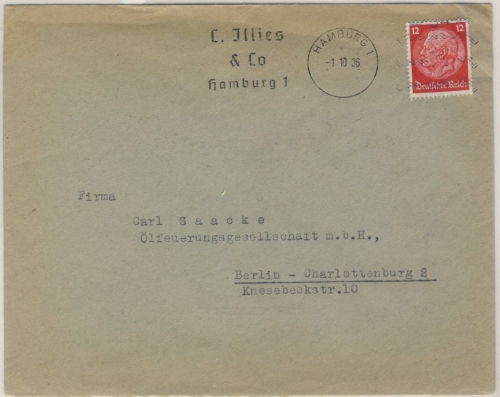 C. Illies
& Co
Hamburg 1
HAMBURG 1
-1 10 36
12 12
Deutsches Reich
Firma
Carl Saacke
Ölfeuerungsgesellschaft m.b.H.,
Berlin - Charlottenburg 2
Knesebeckstr.10